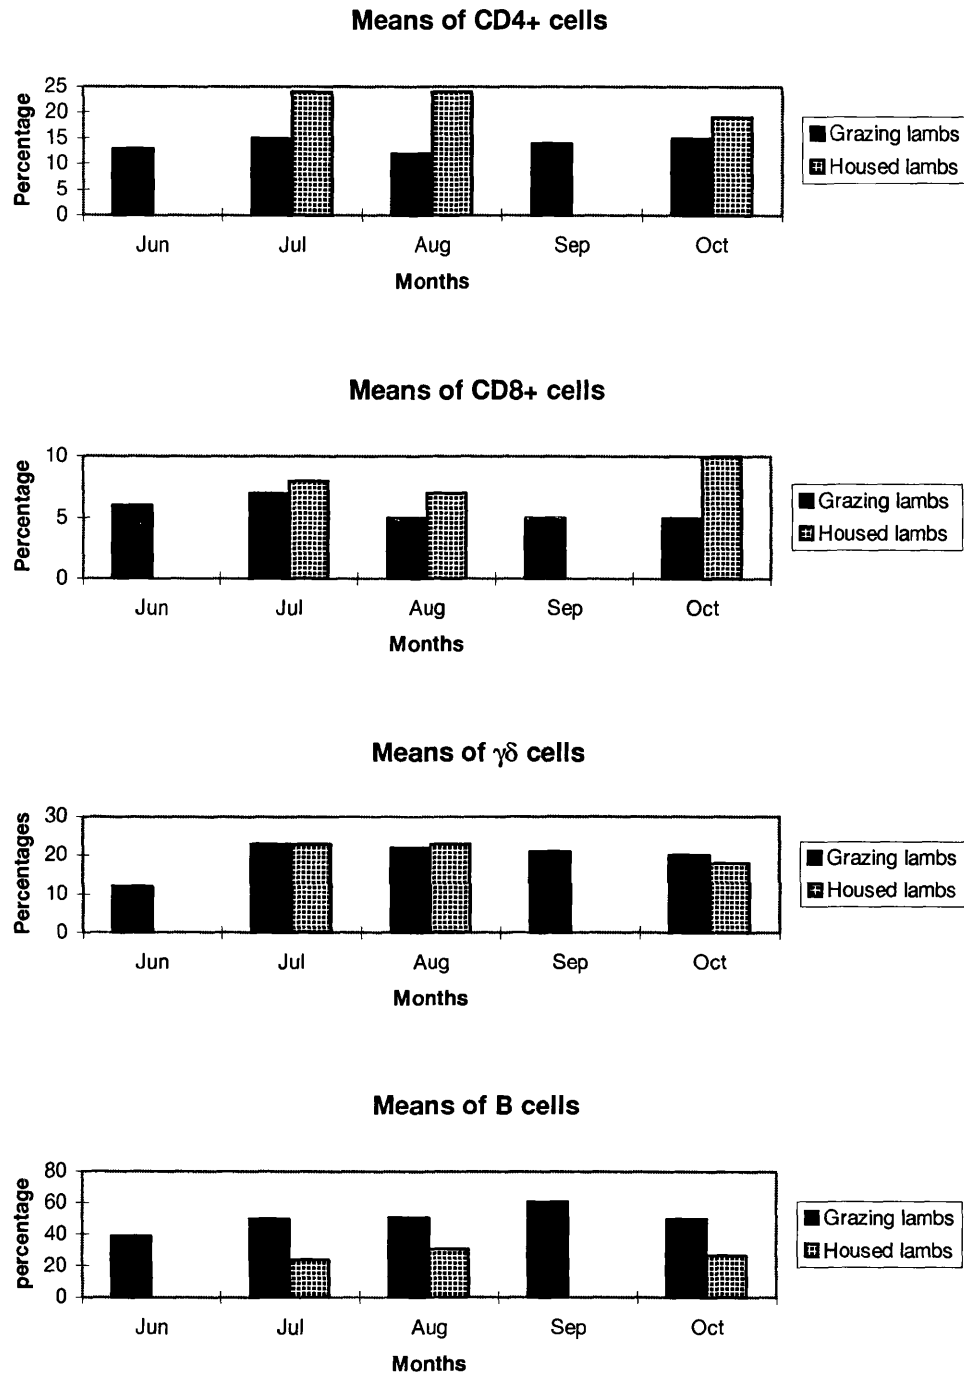 Means of CD4+ cells
Percentage
25
20
15
10
5
0
Jun Jul Aug Sep Oct
Months
Grazing lambs
Housed lambs
Means of CD8+ cells
Percentage
10
5
0
Jun Jul Aug Sep Oct
Months
Grazing lambs
Housed lambs
Means of γδ cells
Percentages
30
20
10
0
Jun Jul Aug Sep Oct
Months
Grazing lambs
Housed lambs
Means of B cells
percentage
80
60
40
20
0
Jun Jul Aug Sep Oct
Months
Grazing lambs
Housed lambs